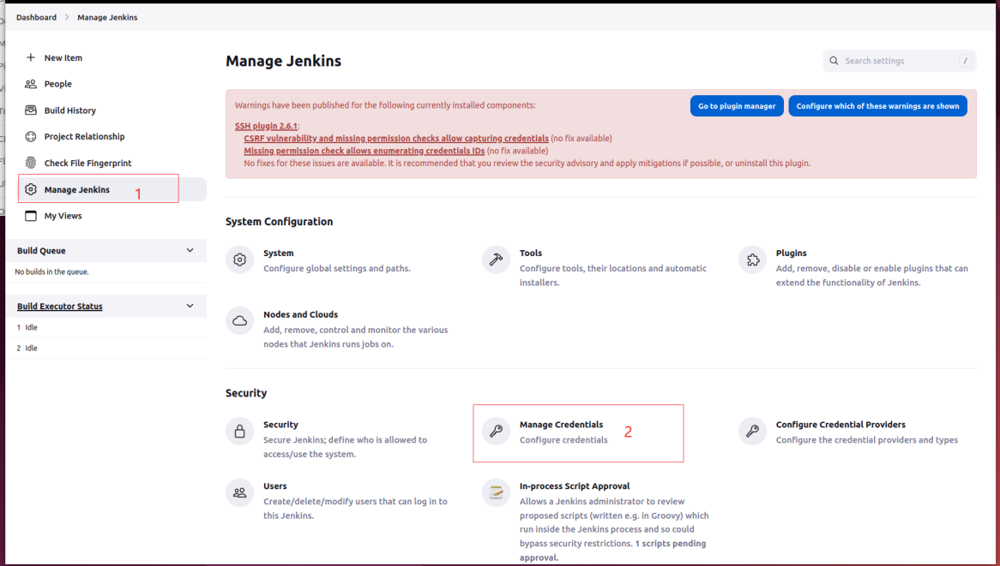 Dashboard > Manage Jenkins
New Item
People
Build History
Project Relationship
Check File Fingerprint
Manage Jenkins 1
My Views
Build Queue
No builds in the queue.
Build Executor Status
1 Idle
2 Idle
Manage Jenkins
Search settings /
Warnings have been published for the following currently installed components:
Go to plugin manager
Configure which of these warnings are shown
SSH plugin 2.6.1:
CSRF vulnerability and missing permission checks allow capturing credentials (no fix available)
Missing permission check allows enumerating credentials IDs (no fix available)
No fixes for these issues are available. It is recommended that you review the security advisory and apply mitigations if possible, or uninstall this plugin.
System Configuration
System
Configure global settings and paths.
Tools
Configure tools, their locations and automatic
installers.
Plugins
Add, remove, disable or enable plugins that can
extend the functionality of Jenkins.
Nodes and Clouds
Add, remove, control and monitor the various
nodes that Jenkins runs jobs on.
Security
Security
Secure Jenkins; define who is allowed to
access/use the system.
Manage Credentials
Configure credentials
2
Configure Credential Providers
Configure the credential providers and types
Users
Create/delete/modify users that can log in to
this Jenkins.
In-process Script Approval
Allows a Jenkins administrator to review
proposed scripts (written e.g. in Groovy) which
run inside the Jenkins process and so could
bypass security restrictions. 1 scripts pending
approval.